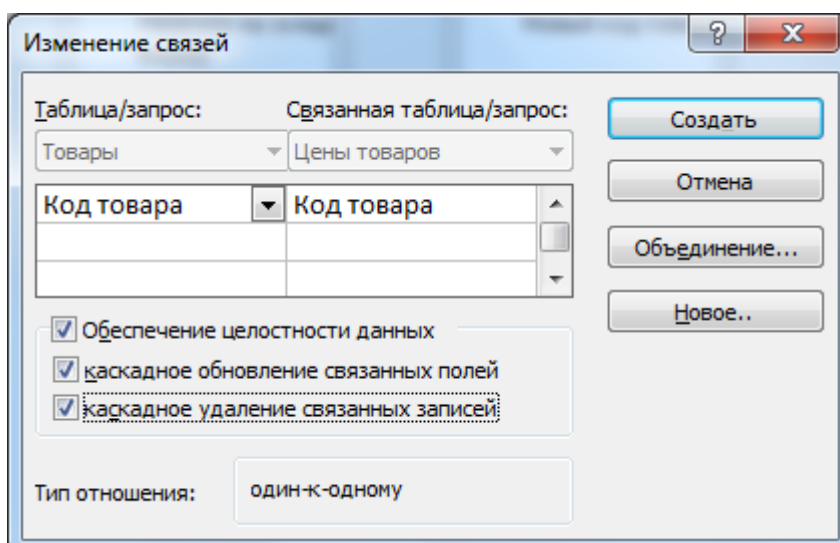 Изменение связей
Таблица/запрос: Связанная таблица/запрос:
Товары Цены товаров
Код товара Код товара
Обеспечение целостности данных
каскадное обновление связанных полей
каскадное удаление связанных записей
Тип отношения: один-к-одному
Создать
Отмена
Объединение...
Новое..